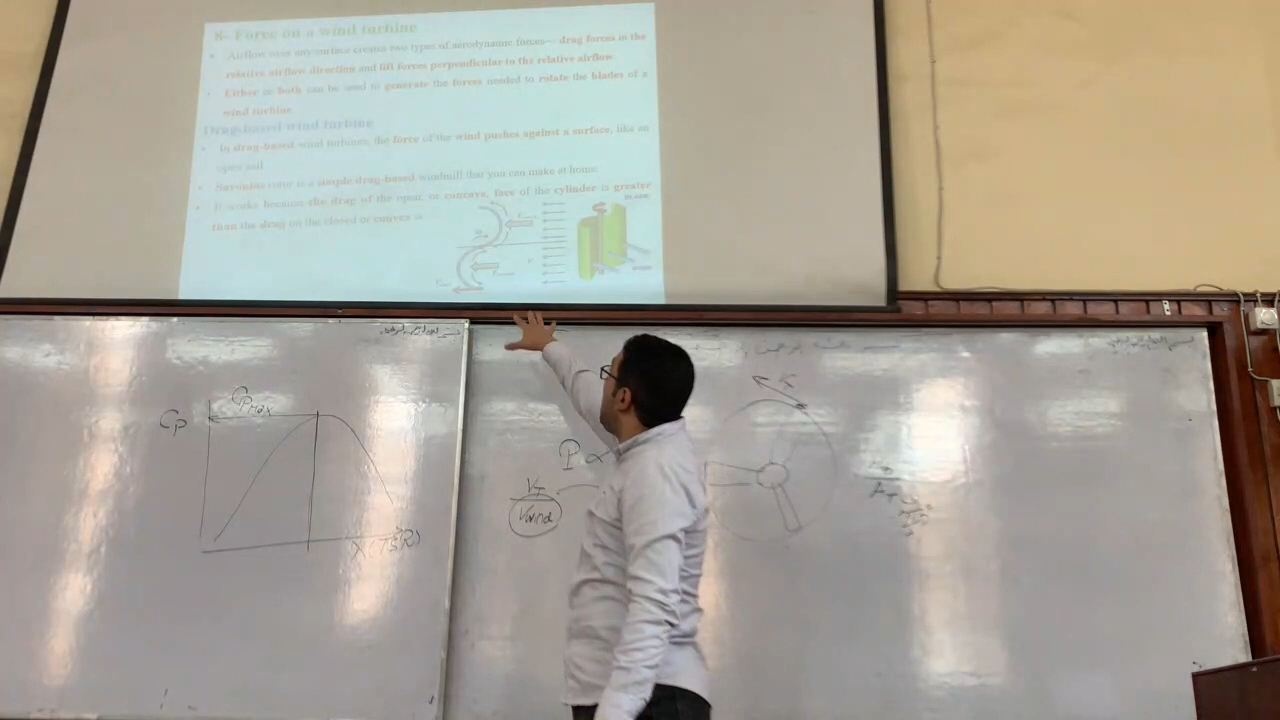 8- Force on a wind turbine
• Airflow over any surface creates two types of aerodynamic forces— drag forces in the
relative airflow direction and lift forces perpendicular to the relative airflow
• Either or both can be used to generate the forces needed to rotate the blades of a
wind turbine.
Drag-based wind turbine
• In drag-based wind turbines, the force of the wind pushes against a surface, like an
open sail
• Savonius rotor is a simple drag-based windmill that you can make at home.
• It works because the drag of the open, or concave, face of the cylinder is greater
than the drag on the closed or convex
CP
CPMax
X(TSR)
P α
VT
Vwind